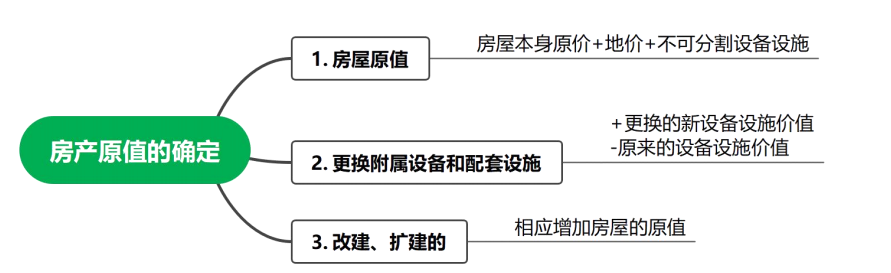 房产原值的确定
1. 房屋原值
房屋本身原价+地价+不可分割设备设施
2. 更换附属设备和配套设施
+更换的新设备设施价值
-原来的设备设施价值
3. 改建、扩建的
相应增加房屋的原值